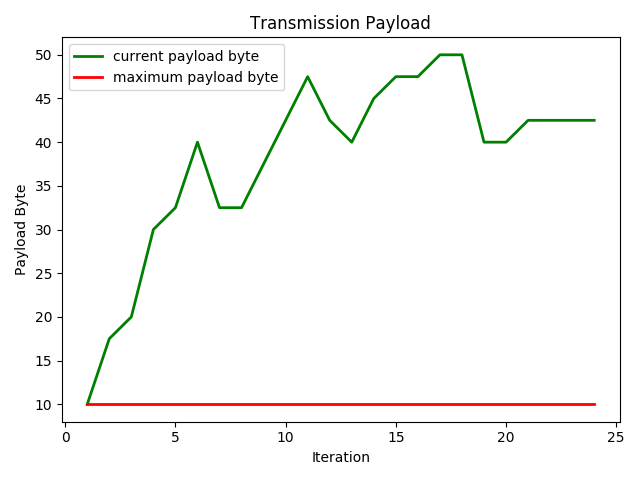 Transmission Payload
current payload byte
maximum payload byte
50
45
40
35
30
25
20
15
10
Payload Byte
0 5 10 15 20 25
Iteration